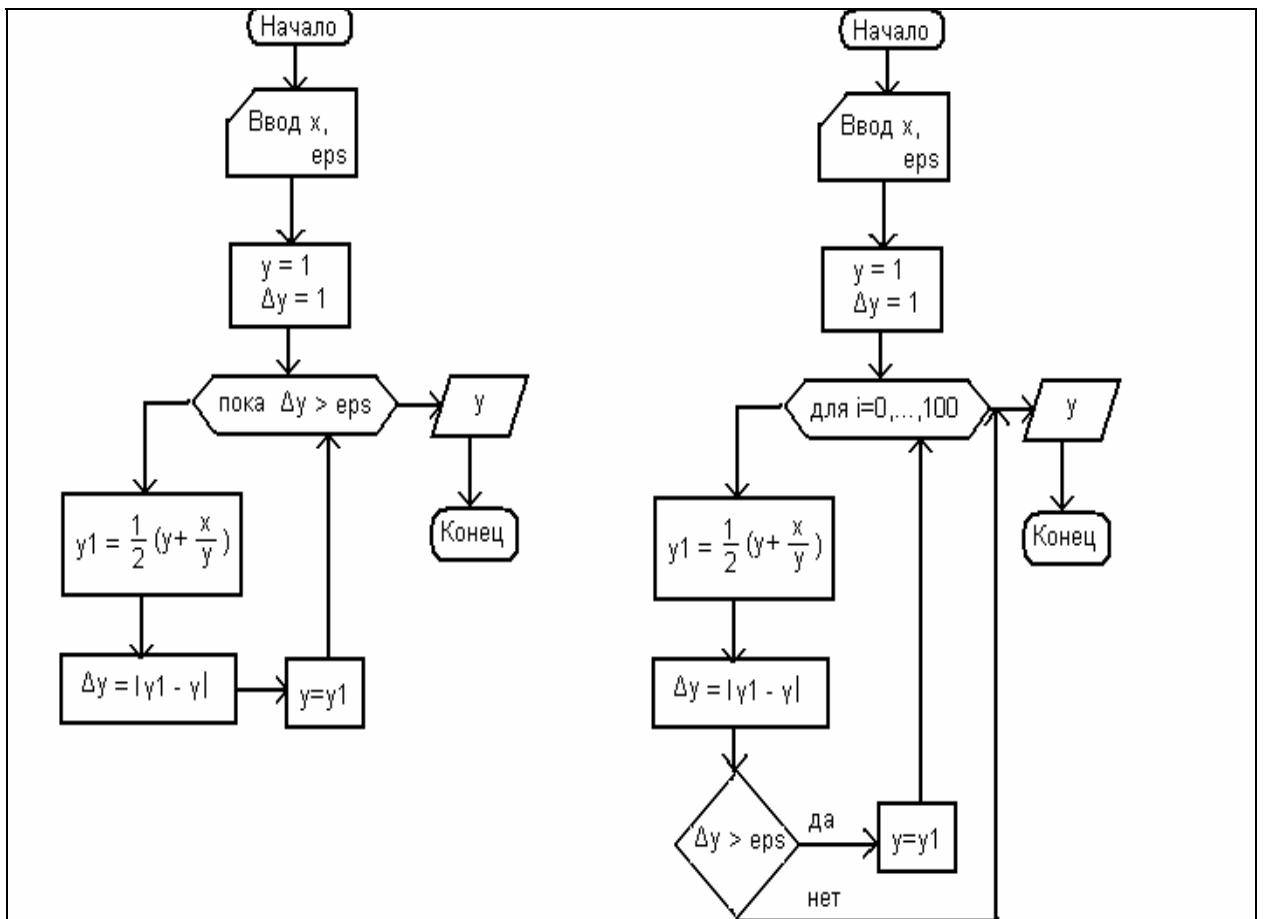 Начало
Ввод x,
eps
y = 1
Δy = 1
пока Δy > eps
y
y1 = 1/2 (y+ x/y)
Конец
Δy = |y1 - y|
y=y1
Начало
Ввод x,
eps
y = 1
Δy = 1
для i=0,...,100
y
y1 = 1/2 (y+ x/y)
Конец
Δy = |y1 - y|
Δy > eps
да
y=y1
нет